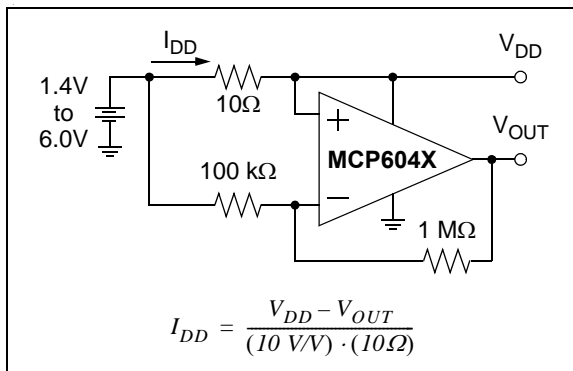 I_DD
V_DD
1.4V
to
6.0V
10Ω
V_OUT
+
MCP604X
100 kΩ
–
1 MΩ
I_DD = (V_DD – V_OUT) / ((10 V/V) · (10Ω))